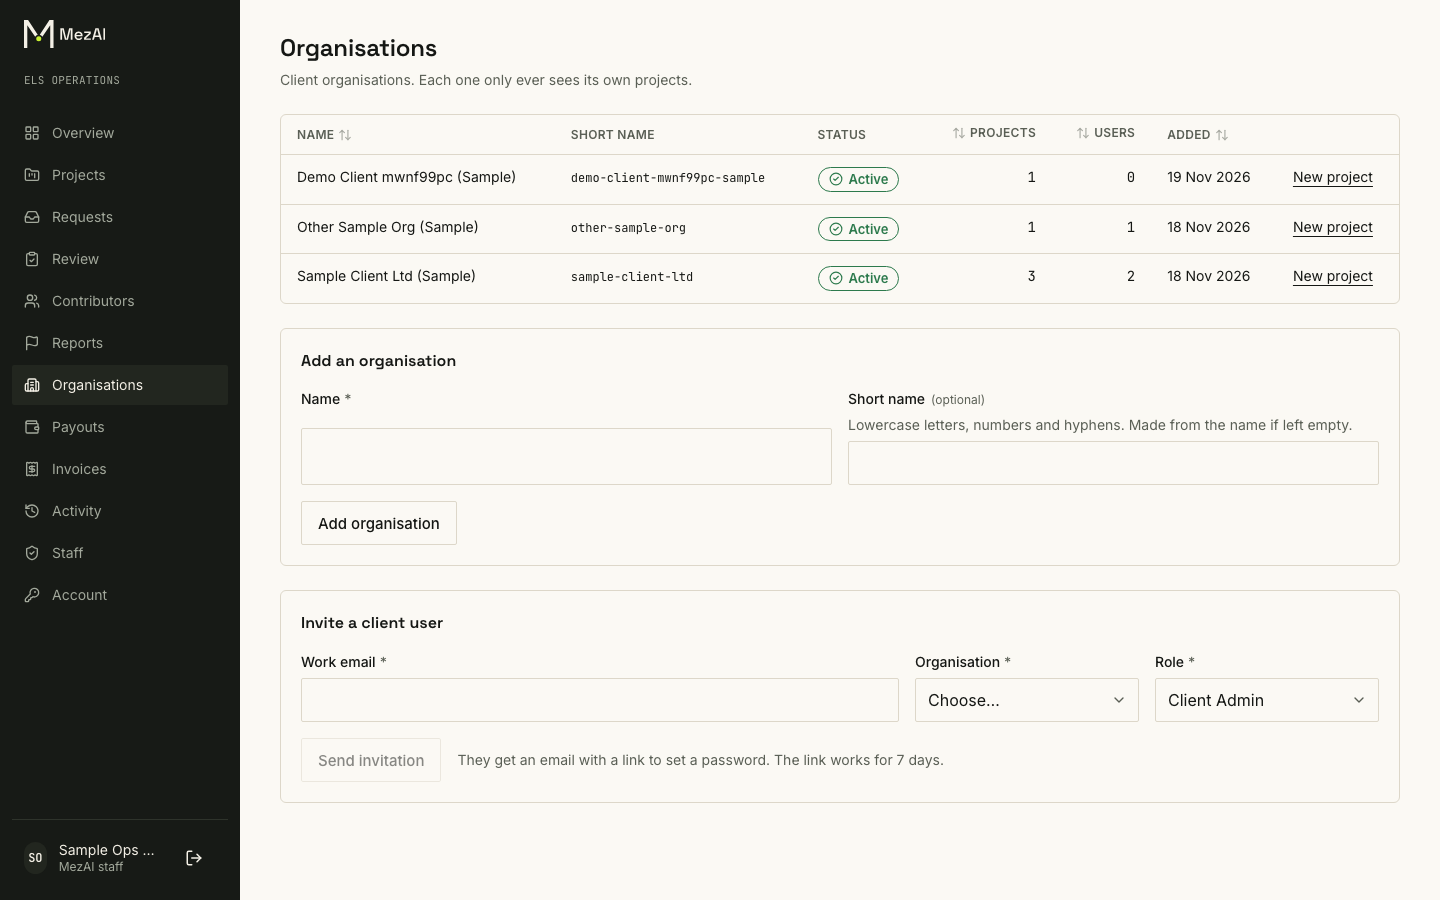 MezAI
ELS OPERATIONS
Overview
Projects
Requests
Review
Contributors
Reports
Organisations
Payouts
Invoices
Activity
Staff
Account
SO
Sample Ops ...
MezAI staff
Organisations
Client organisations. Each one only ever sees its own projects.
NAME SHORT NAME STATUS PROJECTS USERS ADDED
Demo Client mwnf99pc (Sample) demo-client-mwnf99pc-sample Active 1 0 19 Nov 2026 New project
Other Sample Org (Sample) other-sample-org Active 1 1 18 Nov 2026 New project
Sample Client Ltd (Sample) sample-client-ltd Active 3 2 18 Nov 2026 New project
Add an organisation
Name * Short name (optional)
Lowercase letters, numbers and hyphens. Made from the name if left empty.
Add organisation
Invite a client user
Work email * Organisation * Role *
Choose... Client Admin
Send invitation They get an email with a link to set a password. The link works for 7 days.